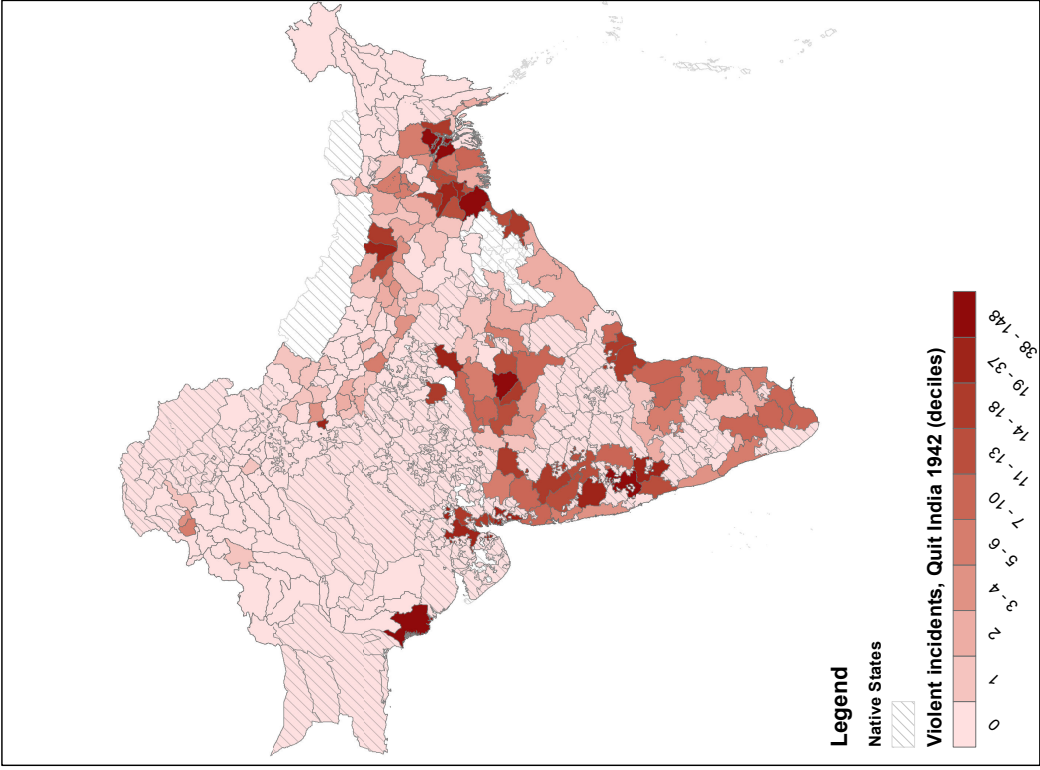 Legend
Native States
Violent incidents, Quit India 1942 (deciles)
0
1
2
3 - 4
5 - 6
7 - 10
11 - 13
14 - 18
19 - 37
38 - 148